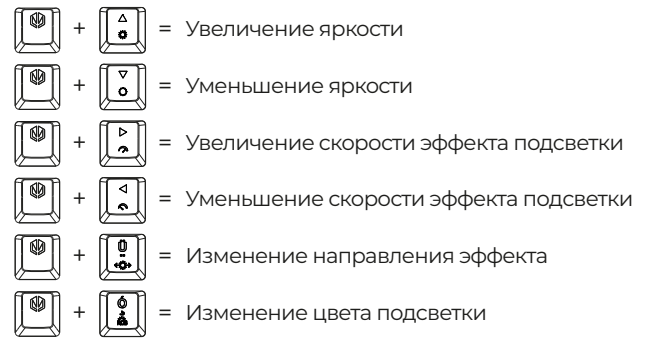 + = Увеличение яркости
+ = Уменьшение яркости
+ = Увеличение скорости эффекта подсветки
+ = Уменьшение скорости эффекта подсветки
+ = Изменение направления эффекта
+ = Изменение цвета подсветки